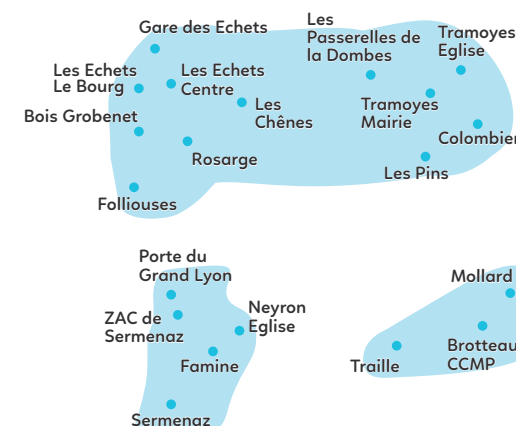 Gare des Echets
Les
Passerelles de
la Dombes
Tramoyes
Eglise
Les Echets
Le Bourg
Les Echets
Centre
Les
Chênes
Tramoyes
Mairie
Bois Grobenet
Colombier
Rosarge
Les Pins
Folliouses
Porte du
Grand Lyon
Mollard
ZAC de
Sermenaz
Neyron
Eglise
Famine
Traille
Brotteau
CCMP
Sermenaz